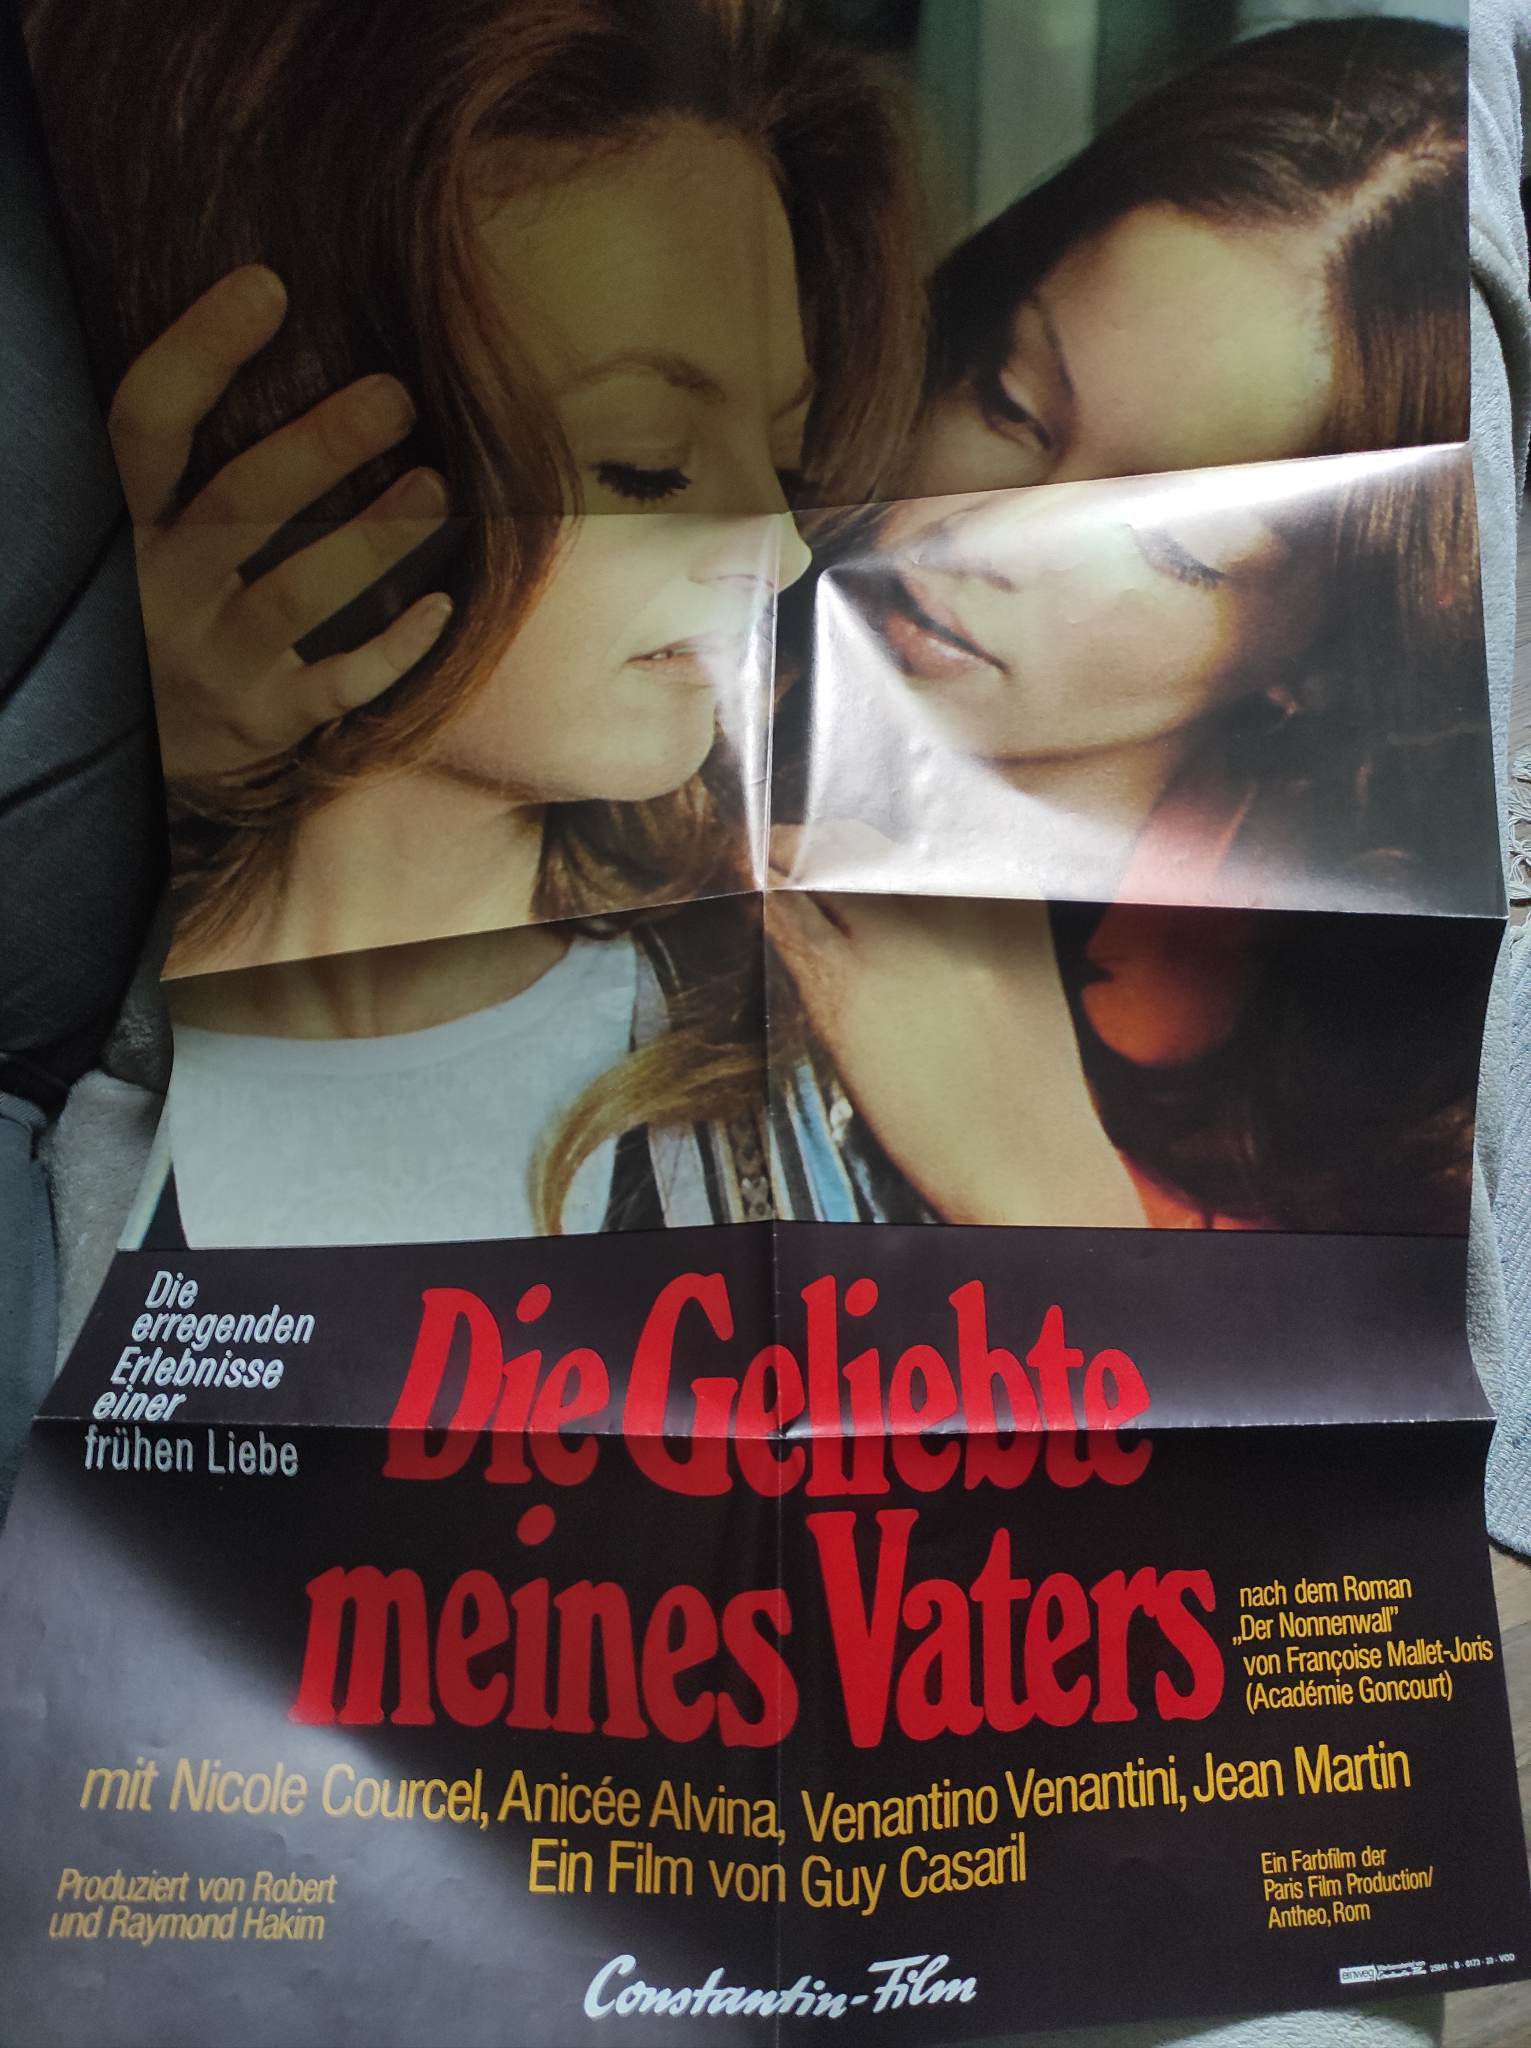 Die
erregenden
Erlebnisse
einer
frühen Liebe
Die Geliebte
meines Vaters
nach dem Roman
„Der Nonnenwall”
von Françoise Mallet-Joris
(Académie Goncourt)
mit Nicole Courcel, Anicée Alvina, Venantino Venantini, Jean Martin
Ein Film von Guy Casaril
Produziert von Robert
und Raymond Hakim
Ein Farbfilm der
Paris Film Production/
Antheo, Rom
Constantin-Film
einweg